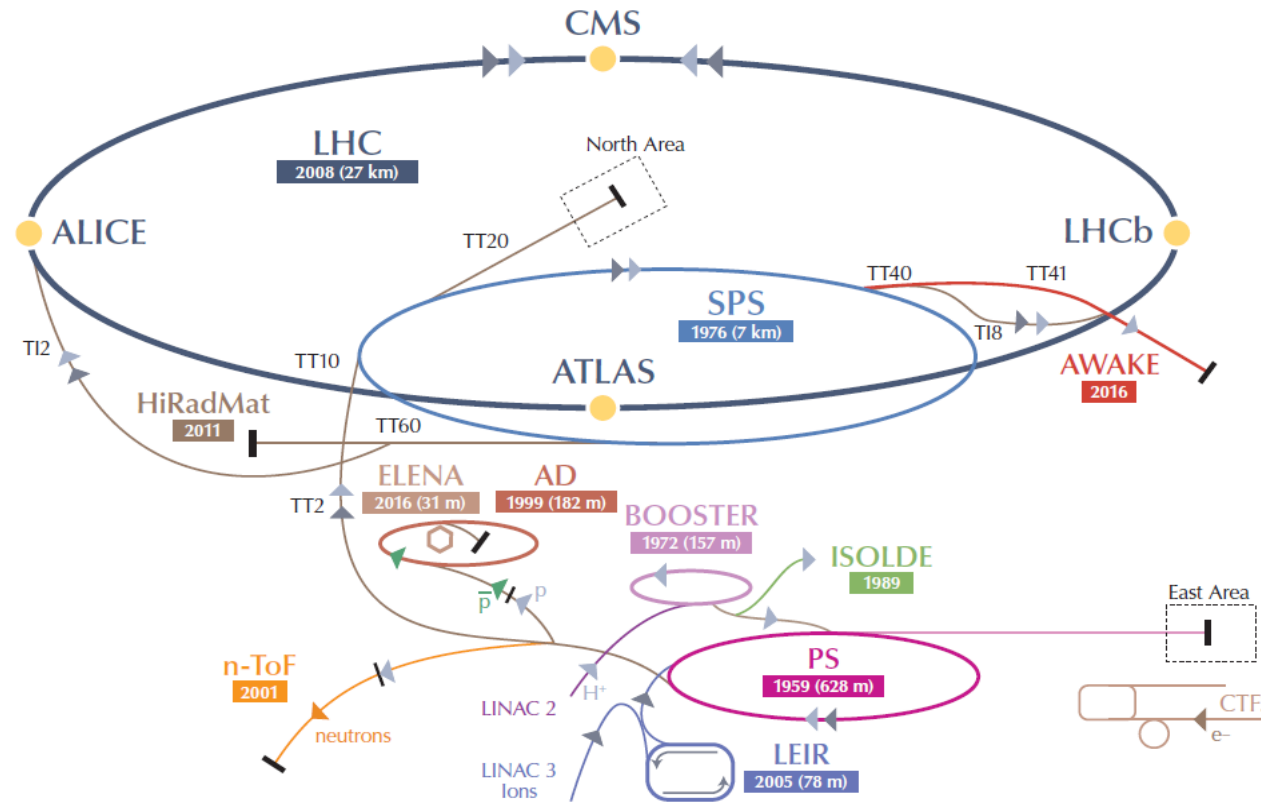 CMS
LHC
2008 (27 km)
North Area
ALICE
LHCb
TT20
TT40
TT41
SPS
1976 (7 km)
TI2
TT10
TI8
ATLAS
AWAKE
2016
HiRadMat
2011
TT60
ELENA
2016 (31 m)
AD
1999 (182 m)
TT2
BOOSTER
1972 (157 m)
ISOLDE
1989
p̅
p
East Area
n-ToF
2001
PS
1959 (628 m)
H⁺
LINAC 2
neutrons
CTF
e–
LINAC 3
Ions
LEIR
2005 (78 m)